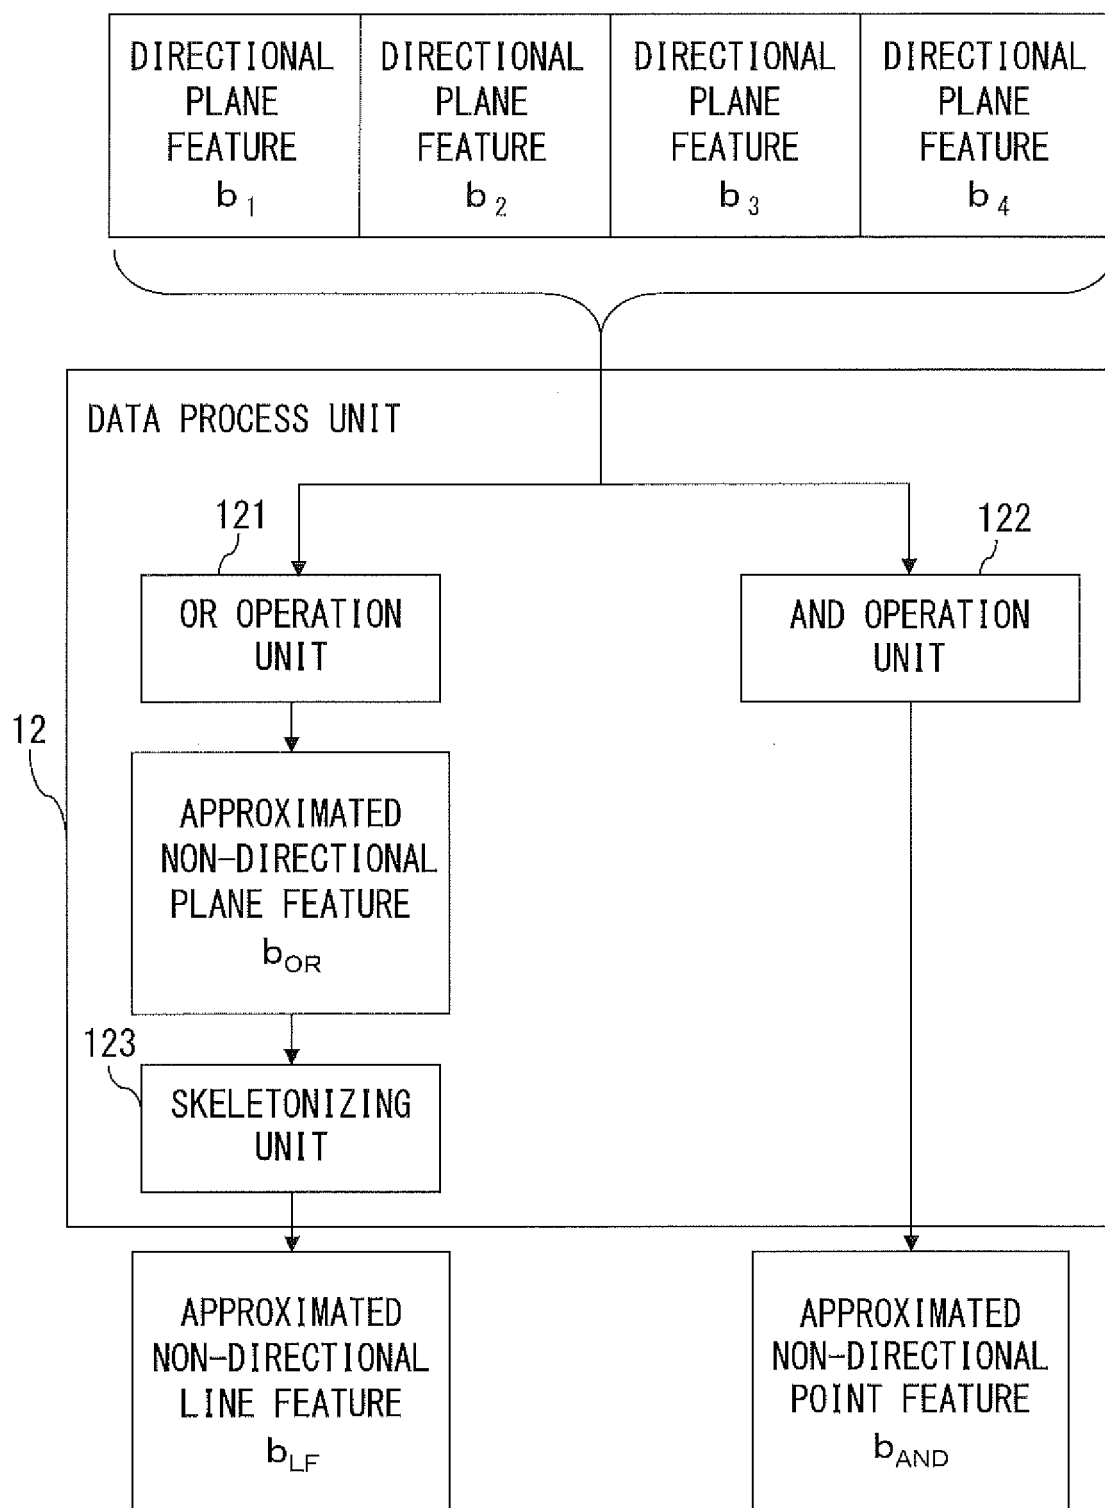 DIRECTIONAL
PLANE
FEATURE
b1
DIRECTIONAL
PLANE
FEATURE
b2
DIRECTIONAL
PLANE
FEATURE
b3
DIRECTIONAL
PLANE
FEATURE
b4
DATA PROCESS UNIT
121
122
OR OPERATION
UNIT
AND OPERATION
UNIT
12
APPROXIMATED
NON-DIRECTIONAL
PLANE FEATURE
bOR
123
SKELETONIZING
UNIT
APPROXIMATED
NON-DIRECTIONAL
LINE FEATURE
bLF
APPROXIMATED
NON-DIRECTIONAL
POINT FEATURE
bAND